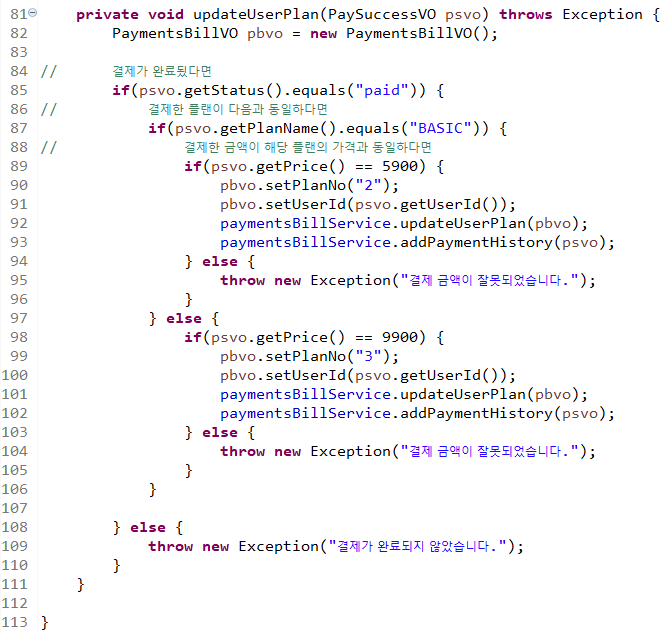 81 private void updateUserPlan(PaySuccessVO psvo) throws Exception {
82 PaymentsBillVO pbvo = new PaymentsBillVO();
83
84 // 결제가 완료됬다면
85 if(psvo.getStatus().equals("paid")) {
86 // 결제한 플랜이 다음과 동일하다면
87 if(psvo.getPlanName().equals("BASIC")) {
88 // 결제한 금액이 해당 플랜의 가격과 동일하다면
89 if(psvo.getPrice() == 5900) {
90 pbvo.setPlanNo("2");
91 pbvo.setUserId(psvo.getUserId());
92 paymentsBillService.updateUserPlan(pbvo);
93 paymentsBillService.addPaymentHistory(psvo);
94 } else {
95 throw new Exception("결제 금액이 잘못되었습니다.");
96 }
97 } else {
98 if(psvo.getPrice() == 9900) {
99 pbvo.setPlanNo("3");
100 pbvo.setUserId(psvo.getUserId());
101 paymentsBillService.updateUserPlan(pbvo);
102 paymentsBillService.addPaymentHistory(psvo);
103 } else {
104 throw new Exception("결제 금액이 잘못되었습니다.");
105 }
106 }
107
108 } else {
109 throw new Exception("결제가 완료되지 않았습니다.");
110 }
111 }
112
113 }